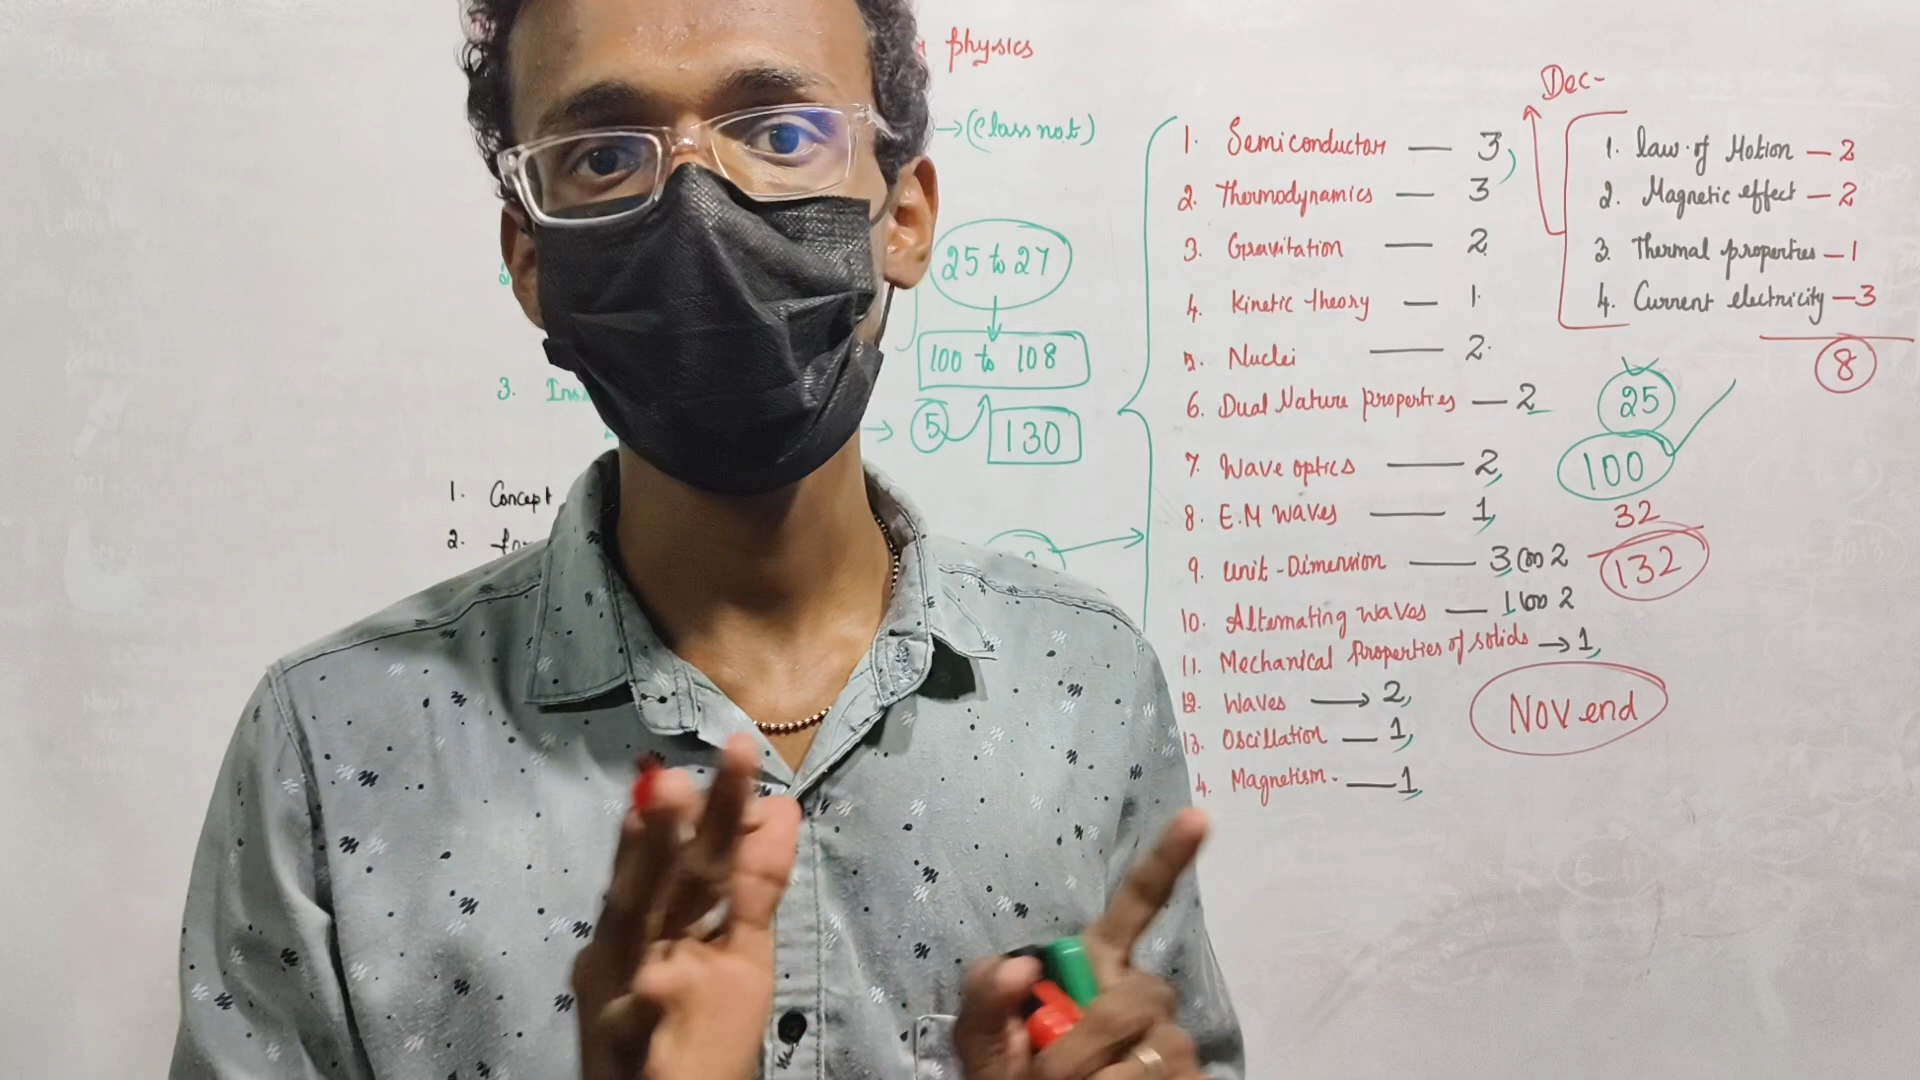 physics
→ (Class not)
25 to 27
100 to 108
3.
→ 5
130
1. Concept
2.
1. Semiconductor — 3
2. Thermodynamics — 3
3. Gravitation — 2
4. Kinetic theory — 1
5. Nuclei — 2
6. Dual Nature properties — 2
7. Wave optics — 2
8. E.M waves — 1
9. Unit-Dimension — 3 or 2
10. Alternating waves — 1 or 2
11. Mechanical Properties of solids → 1
12. Waves → 2
13. Oscillation — 1
4. Magnetism. — 1
Dec-
1. law of Motion — 2
2. Magnetic effect — 2
3. Thermal properties — 1
4. Current electricity — 3
8
25
100
32
132
Nov end